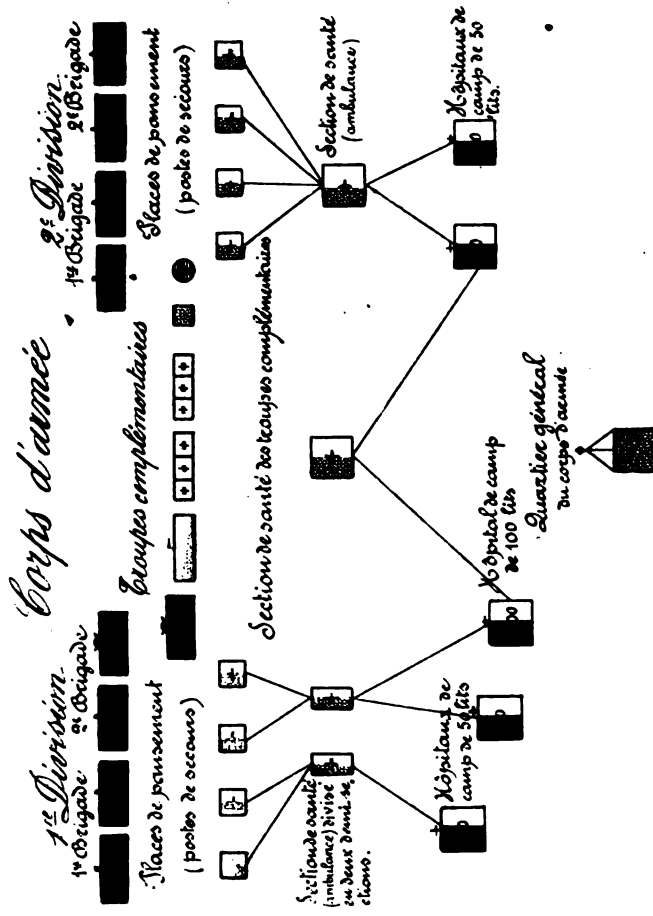 Corps d'armée
1re Division
2e Division
1re Brigade
2e Brigade
1re Brigade
2e Brigade
Troupes complémentaires
Places de pansement
(postes de secours)
Places de pansement
(postes de secours)
Section de santé des troupes complémentaires
Section de santé
(ambulance) divisé
en deux demi se
ctions.
Section de santé
(ambulance)
Hôpitaux de
camp de 50 lits
Hôpital de camp
de 100 lits
Hôpitaux de
camp de 50
lits.
Quartier général
du corps d'armée